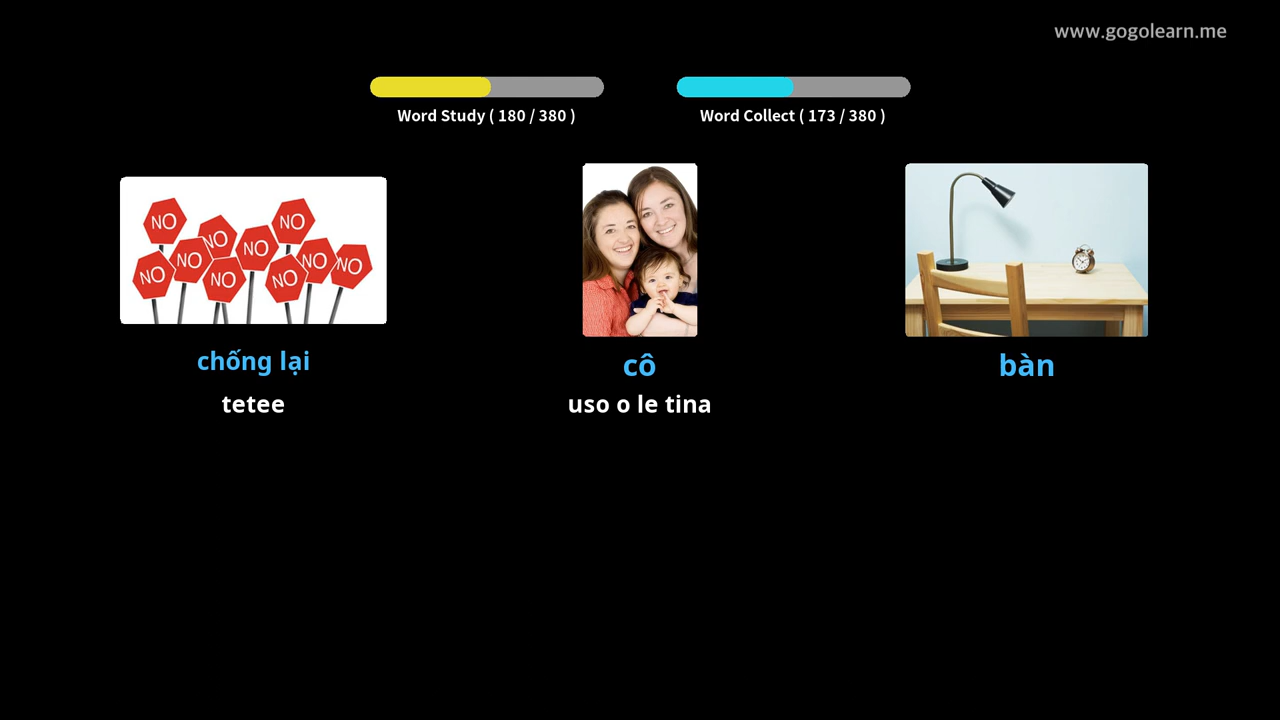 www.gogolearn.me
Word Study ( 180 / 380 )
Word Collect ( 173 / 380 )
NO
NO
NO
NO
NO
NO
NO
NO
NO
NO
chống lại
cô
bàn
tetee
uso o le tina